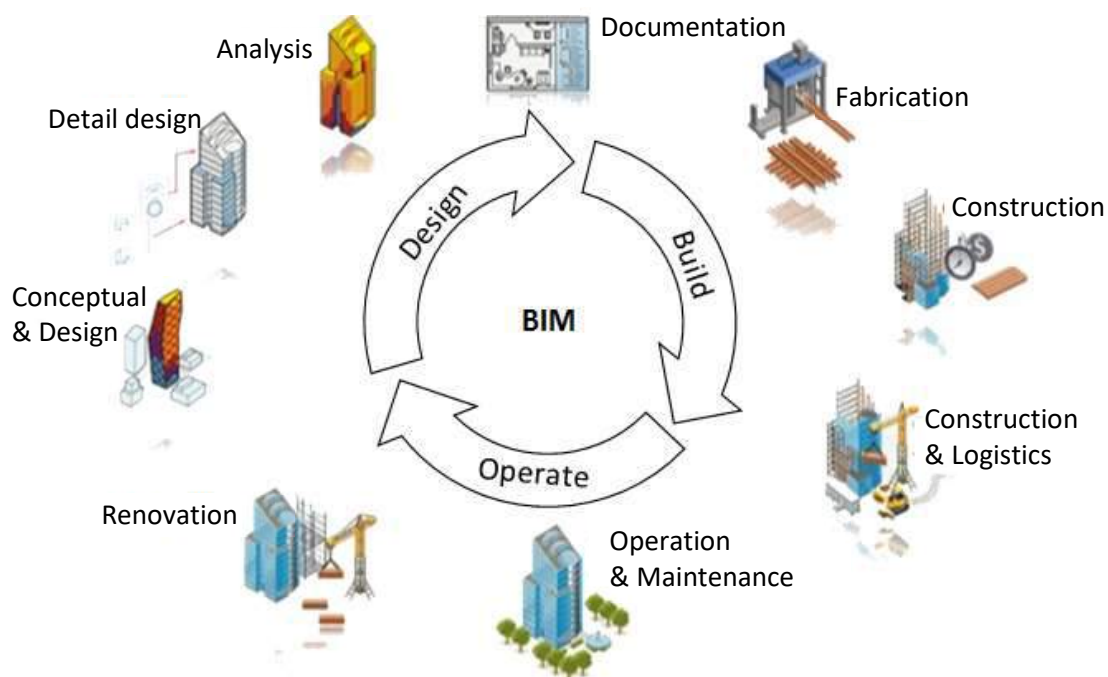 Documentation
Analysis
Fabrication
Detail design
Construction
Design
Build
Conceptual
& Design
BIM
Construction
& Logistics
Operate
Renovation
Operation
& Maintenance
$